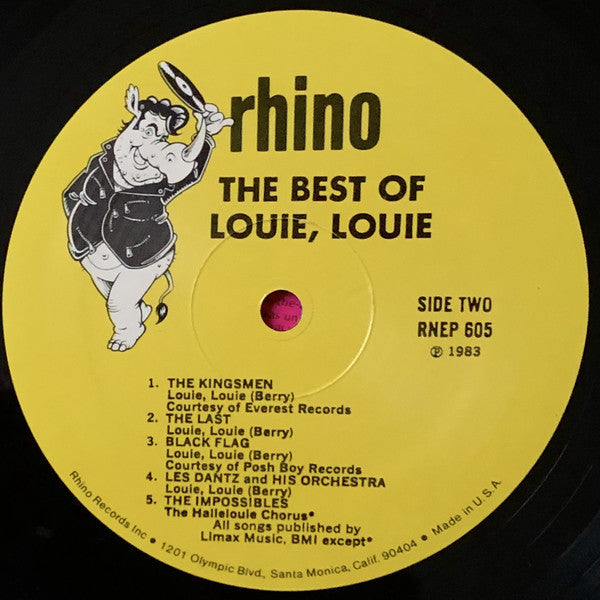 rhino
THE BEST OF
LOUIE, LOUIE
SIDE TWO
RNEP 605
℗ 1983
1. THE KINGSMEN
Louie, Louie (Berry)
Courtesy of Everest Records
2. THE LAST
Louie, Louie (Berry)
3. BLACK FLAG
Louie, Louie (Berry)
Courtesy of Posh Boy Records
4. LES DANTZ and HIS ORCHESTRA
Louie, Louie (Berry)
5. THE IMPOSSIBLES
The Hallelouie Chorus*
All songs published by
Limax Music, BMI except*
Rhino Records Inc • 1201 Olympic Blvd., Santa Monica, Calif. 90404 • Made in U.S.A.